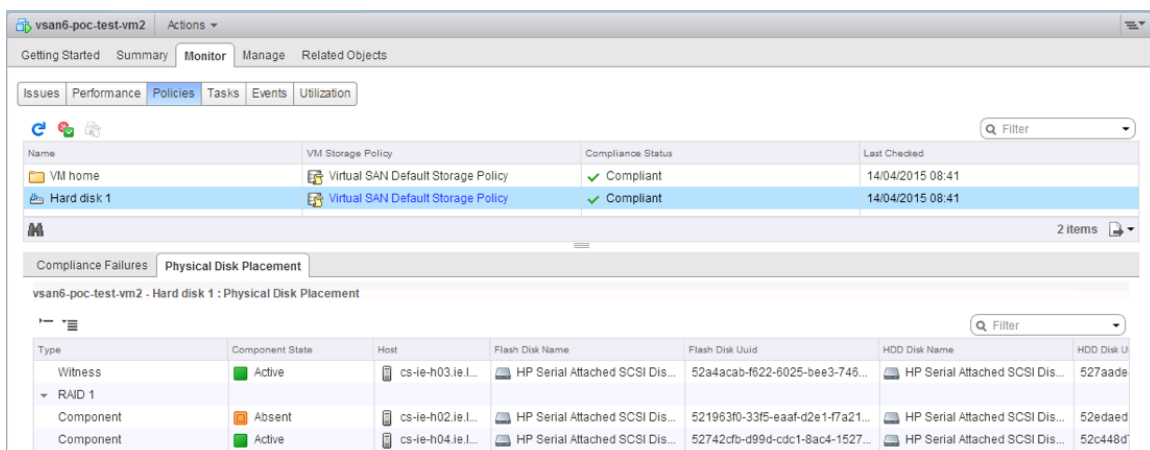 vsan6-poc-test-vm2 Actions
Getting Started Summary Monitor Manage Related Objects
Issues Performance Policies Tasks Events Utilization
Filter
Name VM Storage Policy Compliance Status Last Checked
VM home Virtual SAN Default Storage Policy Compliant 14/04/2015 08:41
Hard disk 1 Virtual SAN Default Storage Policy Compliant 14/04/2015 08:41
2 items
Compliance Failures Physical Disk Placement
vsan6-poc-test-vm2 - Hard disk 1 : Physical Disk Placement
Filter
Type Component State Host Flash Disk Name Flash Disk Uuid HDD Disk Name HDD Disk U
Witness Active cs-ie-h03.ie.l... HP Serial Attached SCSI Dis... 52a4acab-f622-6025-bee3-746... HP Serial Attached SCSI Dis... 527aade
RAID 1
Component Absent cs-ie-h02.ie.l... HP Serial Attached SCSI Dis... 521963f0-33f5-eaaf-d2e1-f7a21... HP Serial Attached SCSI Dis... 52edaed
Component Active cs-ie-h04.ie.l... HP Serial Attached SCSI Dis... 52742cfb-d99d-cdc1-8ac4-1527... HP Serial Attached SCSI Dis... 52c448d